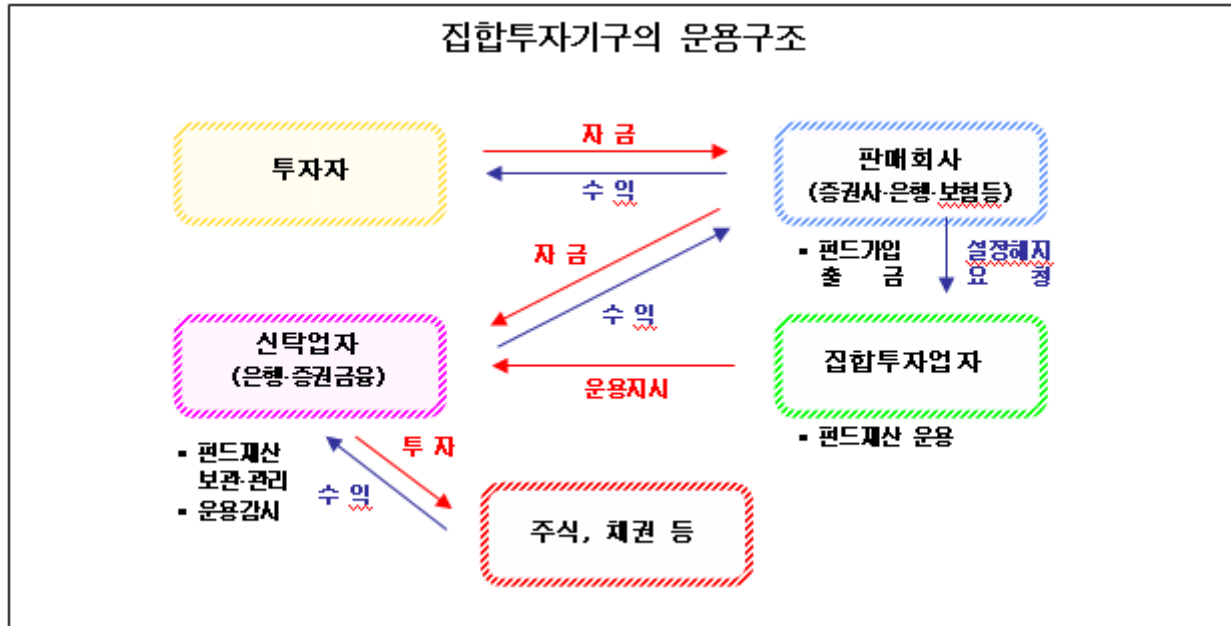 집합투자기구의 운용구조
투자자
자 금
수 익
판매회사
(증권사·은행·보험등)
▪ 펀드가입
출 금
설정해지
요 청
자 금
수 익
신탁업자
(은행·증권금융)
운용지시
집합투자업자
▪ 펀드재산 운용
▪ 펀드재산
보관·관리
▪ 운용감시
투 자
수 익
주식, 채권 등